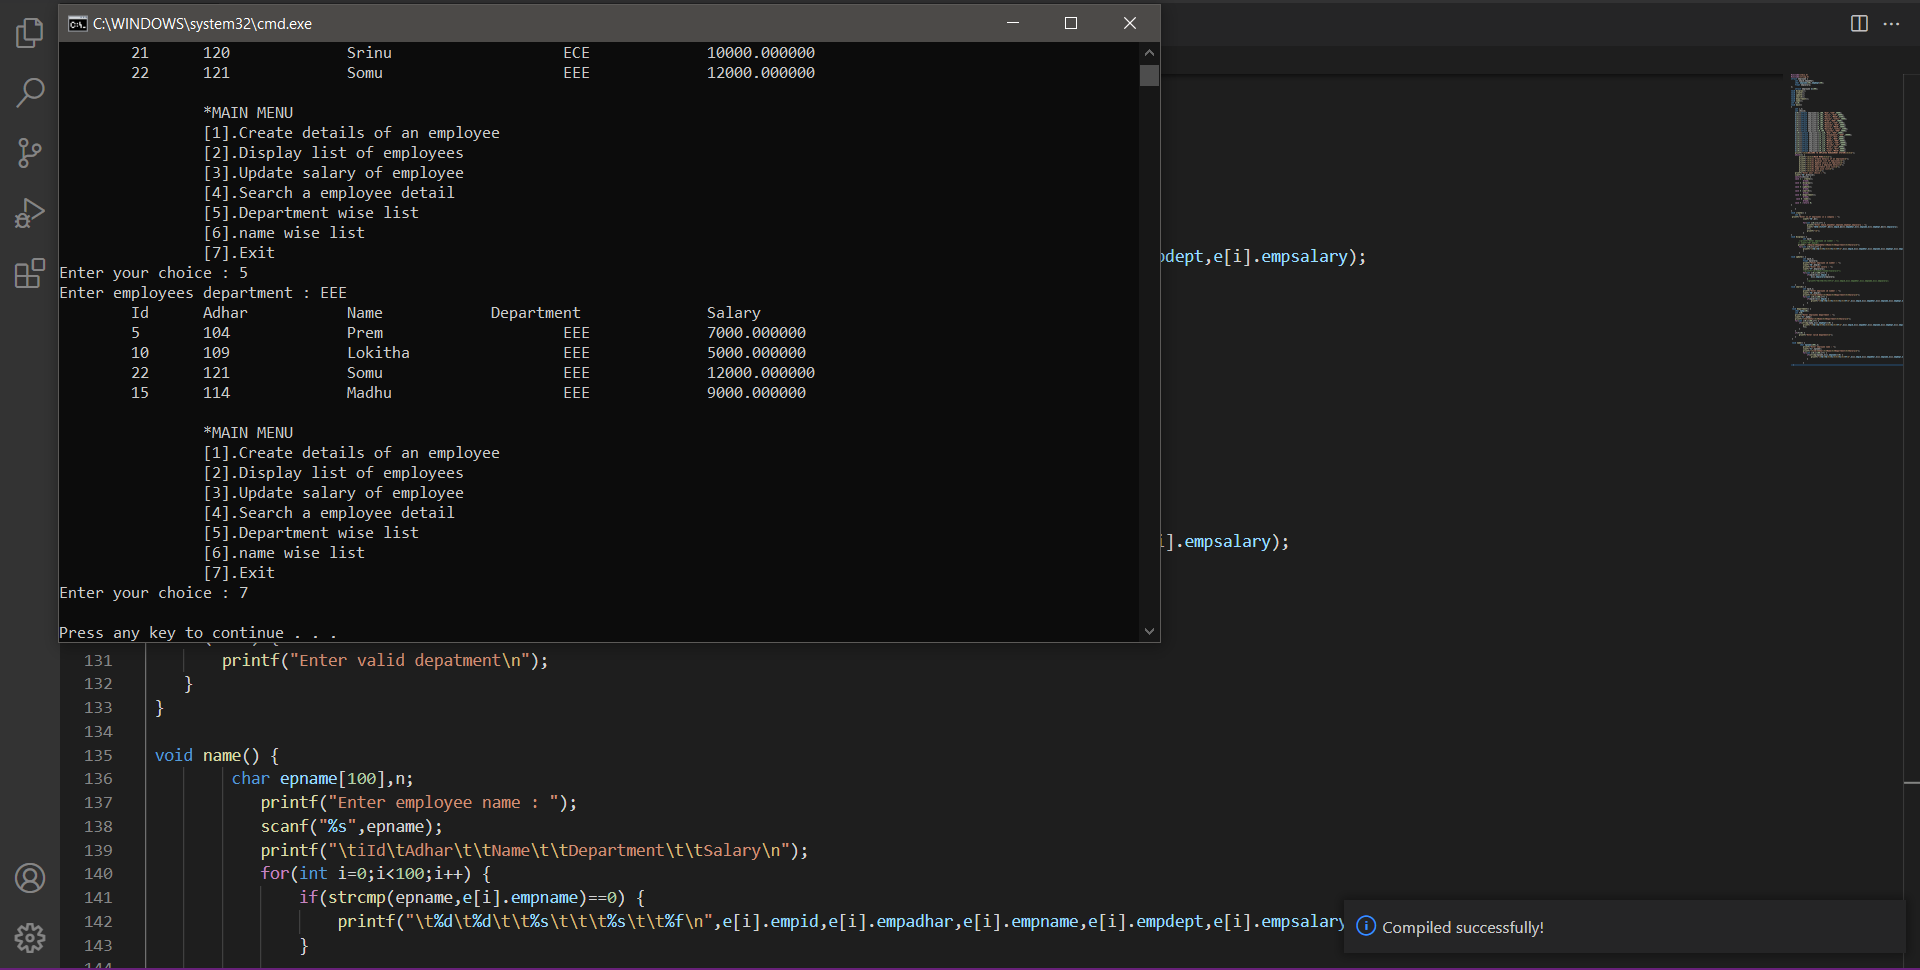 C:\WINDOWS\system32\cmd.exe
21 120 Srinu ECE 10000.000000
22 121 Somu EEE 12000.000000
*MAIN MENU
[1].Create details of an employee
[2].Display list of employees
[3].Update salary of employee
[4].Search a employee detail
[5].Department wise list
[6].name wise list
[7].Exit
Enter your choice : 5
Enter employees department : EEE
Id Adhar Name Department Salary
5 104 Prem EEE 7000.000000
10 109 Lokitha EEE 5000.000000
22 121 Somu EEE 12000.000000
15 114 Madhu EEE 9000.000000
*MAIN MENU
[1].Create details of an employee
[2].Display list of employees
[3].Update salary of employee
[4].Search a employee detail
[5].Department wise list
[6].name wise list
[7].Exit
Enter your choice : 7
Press any key to continue . . .
pdept,e[i].empsalary);
i].empsalary);
131 printf("Enter valid depatment\n");
132 }
133 }
134
135 void name() {
136 char epname[100],n;
137 printf("Enter employee name : ");
138 scanf("%s",epname);
139 printf("\tiId\tAdhar\t\tName\t\tDepartment\t\tSalary\n");
140 for(int i=0;i<100;i++) {
141 if(strcmp(epname,e[i].empname)==0) {
142 printf("\t%d\t%d\t\t%s\t\t\t%s\t\t%f\n",e[i].empid,e[i].empadhar,e[i].empname,e[i].empdept,e[i].empsalary
143 }
Compiled successfully!